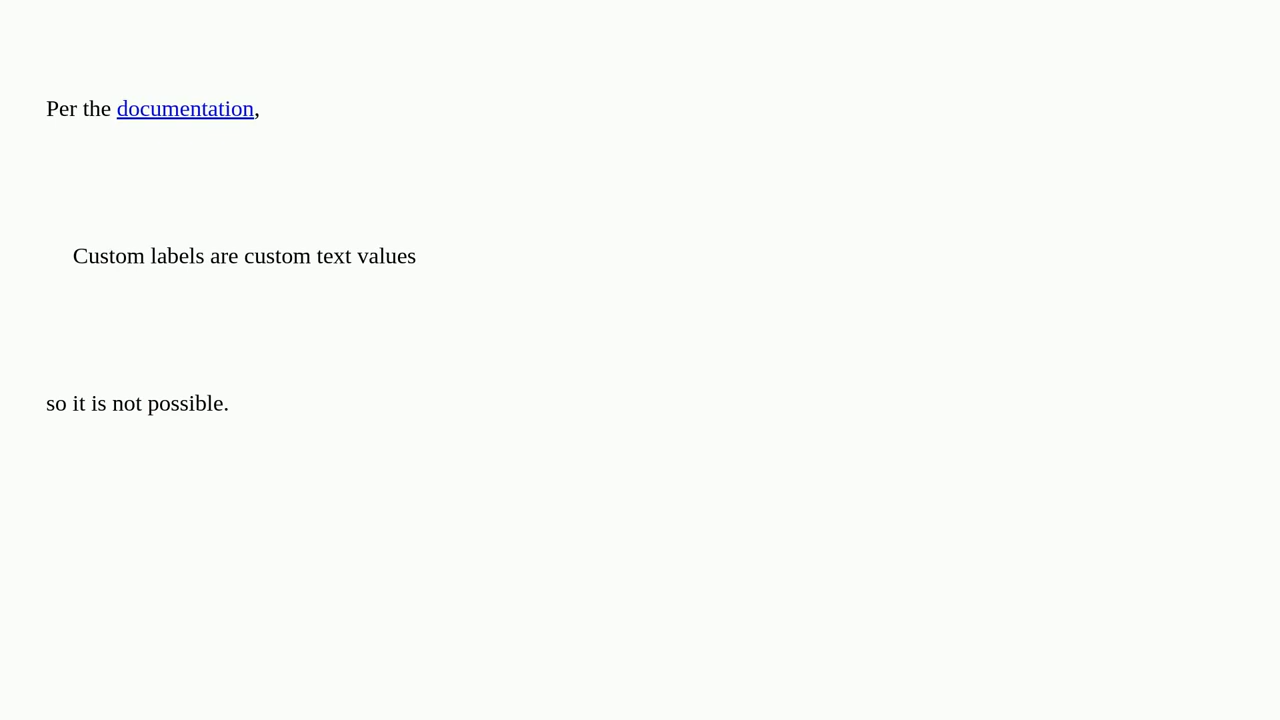 Per the documentation,
Custom labels are custom text values
so it is not possible.